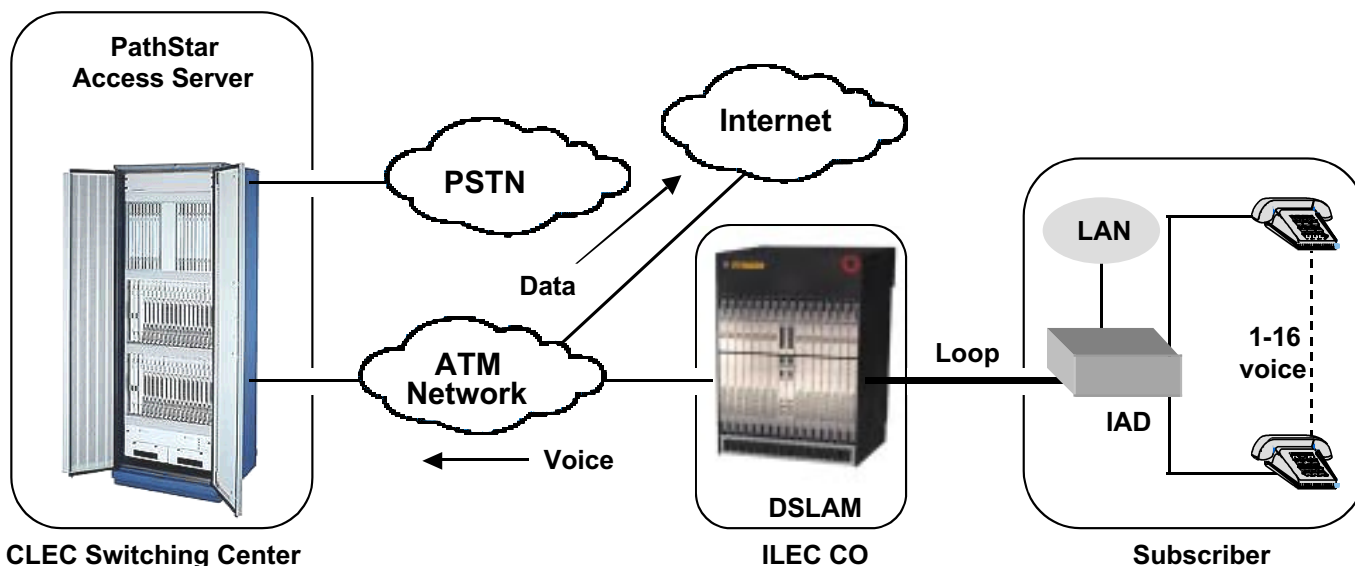 PathStar
Access Server
Internet
PSTN
LAN
Data
1-16
voice
Loop
ATM
Network
IAD
Voice
DSLAM
CLEC Switching Center
ILEC CO
Subscriber